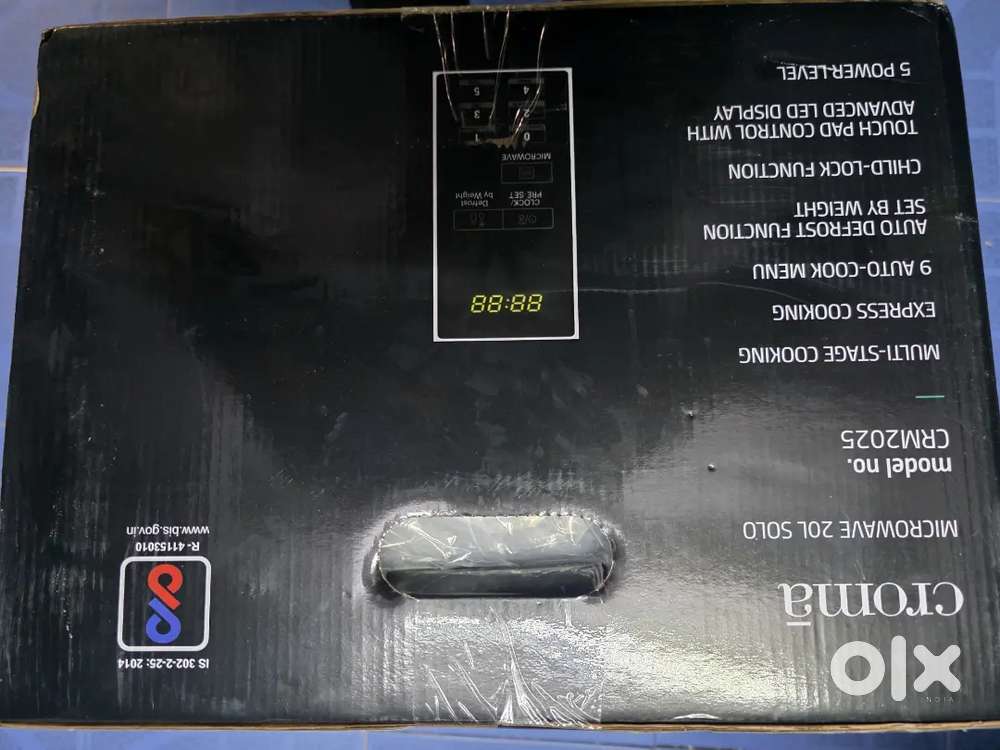 IS 302-2-25: 2014
R- 41153010
www.bis.gov.in
cromā
MICROWAVE 20L SOLO
model no.
CRM2025
MULTI-STAGE COOKING
EXPRESS COOKING
9 AUTO-COOK MENU
AUTO DEFROST FUNCTION
SET BY WEIGHT
CHILD-LOCK FUNCTION
TOUCH PAD CONTROL WITH
ADVANCED LED DISPLAY
5 POWER LEVEL
88:88
CLOCK/
PRE-SET
Defrost
by Weight
MICROWAVE
0 1
2 3
4 5
olx
INDIA